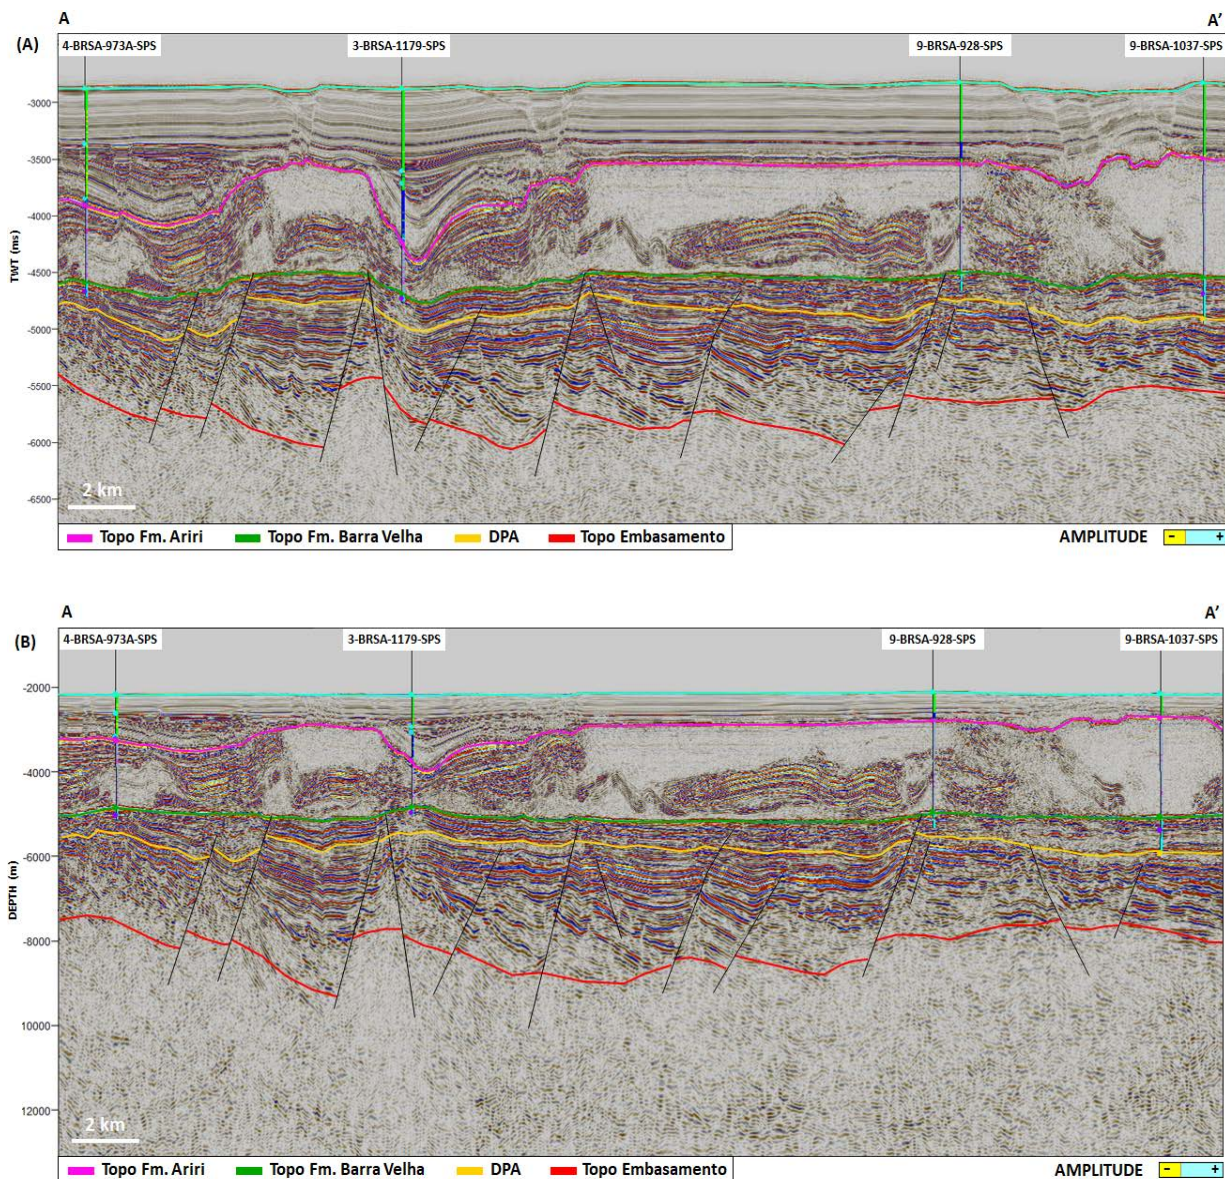 A A'
(A)
4-BRSA-973A-SPS 3-BRSA-1179-SPS 9-BRSA-928-SPS 9-BRSA-1037-SPS
-3000
-3500
-4000
TWT (ms)
-4500
-5000
-5500
-6000
-6500
2 km
Topo Fm. Ariri Topo Fm. Barra Velha DPA Topo Embasamento AMPLITUDE - +
A A'
(B)
4-BRSA-973A-SPS 3-BRSA-1179-SPS 9-BRSA-928-SPS 9-BRSA-1037-SPS
-2000
-4000
-6000
DEPTH (m)
-8000
10000
12000
2 km
Topo Fm. Ariri Topo Fm. Barra Velha DPA Topo Embasamento AMPLITUDE - +